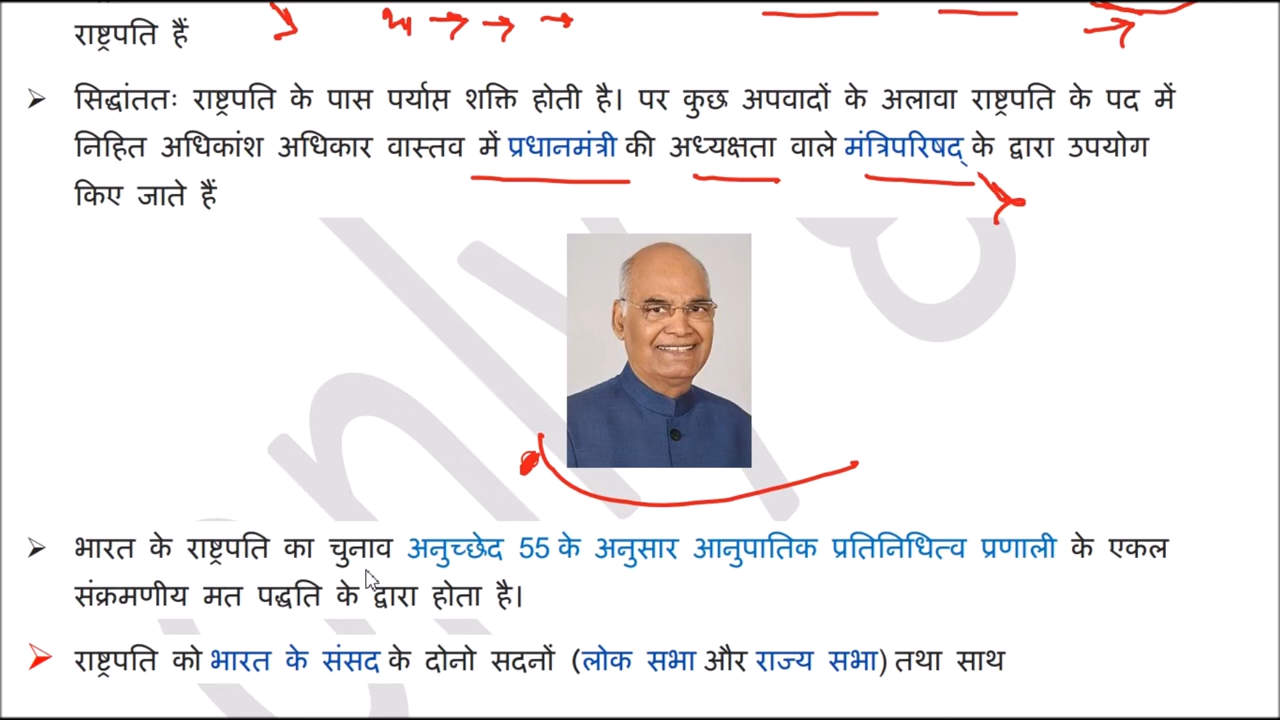 राष्ट्रपति हैं
➢ सिद्धांततः राष्ट्रपति के पास पर्याप्त शक्ति होती है। पर कुछ अपवादों के अलावा राष्ट्रपति के पद में
निहित अधिकांश अधिकार वास्तव में प्रधानमंत्री की अध्यक्षता वाले मंत्रिपरिषद् के द्वारा उपयोग
किए जाते हैं
➢ भारत के राष्ट्रपति का चुनाव अनुच्छेद 55 के अनुसार आनुपातिक प्रतिनिधित्व प्रणाली के एकल
संक्रमणीय मत पद्धति के द्वारा होता है।
➢ राष्ट्रपति को भारत के संसद के दोनो सदनों (लोक सभा और राज्य सभा) तथा साथ